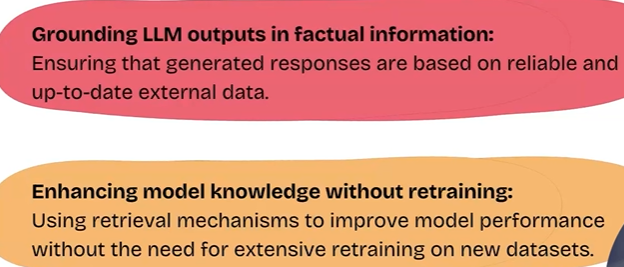 Grounding LLM outputs in factual information:
Ensuring that generated responses are based on reliable and
up-to-date external data.
Enhancing model knowledge without retraining:
Using retrieval mechanisms to improve model performance
without the need for extensive retraining on new datasets.